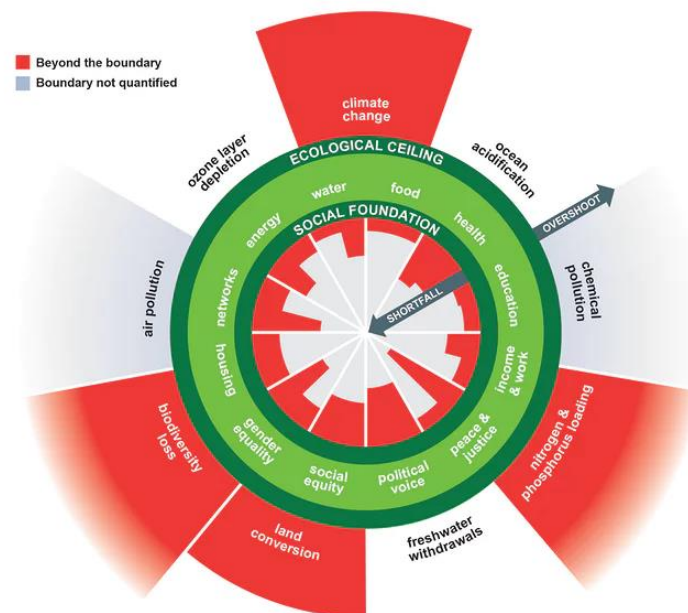 Beyond the boundary
Boundary not quantified
climate
change
ozone layer
depletion
ocean
acidification
ECOLOGICAL CEILING
OVERSHOOT
water
food
energy
health
SOCIAL FOUNDATION
networks
education
SHORTFALL
air pollution
chemical
pollution
housing
income
& work
gender
equality
peace &
justice
social
equity
political
voice
biodiversity
loss
nitrogen &
phosphorus loading
land
conversion
freshwater
withdrawals